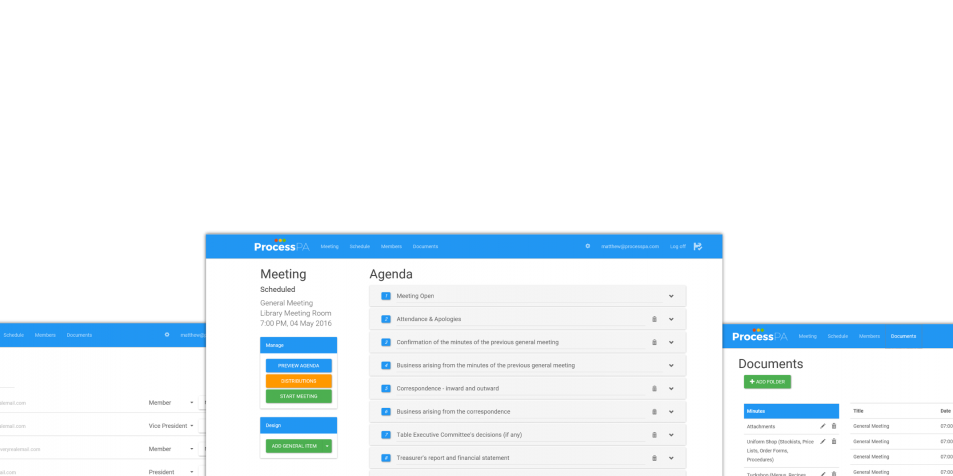 ProcessPA Meeting Schedule Members Documents matthew@processpa.com Log off
Meeting
Scheduled
General Meeting
Library Meeting Room
7:00 PM, 04 May 2016
Manage
PREVIEW AGENDA
DISTRIBUTIONS
START MEETING
Design
ADD GENERAL ITEM
Agenda
1 Meeting Open
2 Attendance & Apologies
3 Confirmation of the minutes of the previous general meeting
4 Business arising from the minutes of the previous general meeting
5 Correspondence - inward and outward
6 Business arising from the correspondence
7 Table Executive Committee's decisions (if any)
8 Treasurer's report and financial statement
Schedule Members Documents
Member
Vice President
Member
President
ProcessPA Meeting Schedule Members Documents
Documents
+ ADD FOLDER
Minutes
Attachments
Uniform Shop (Stockists, Price
Lists, Order Forms,
Procedures)
Title Date
General Meeting 07:00
General Meeting 07:00
General Meeting 07:00
General Meeting 07:00